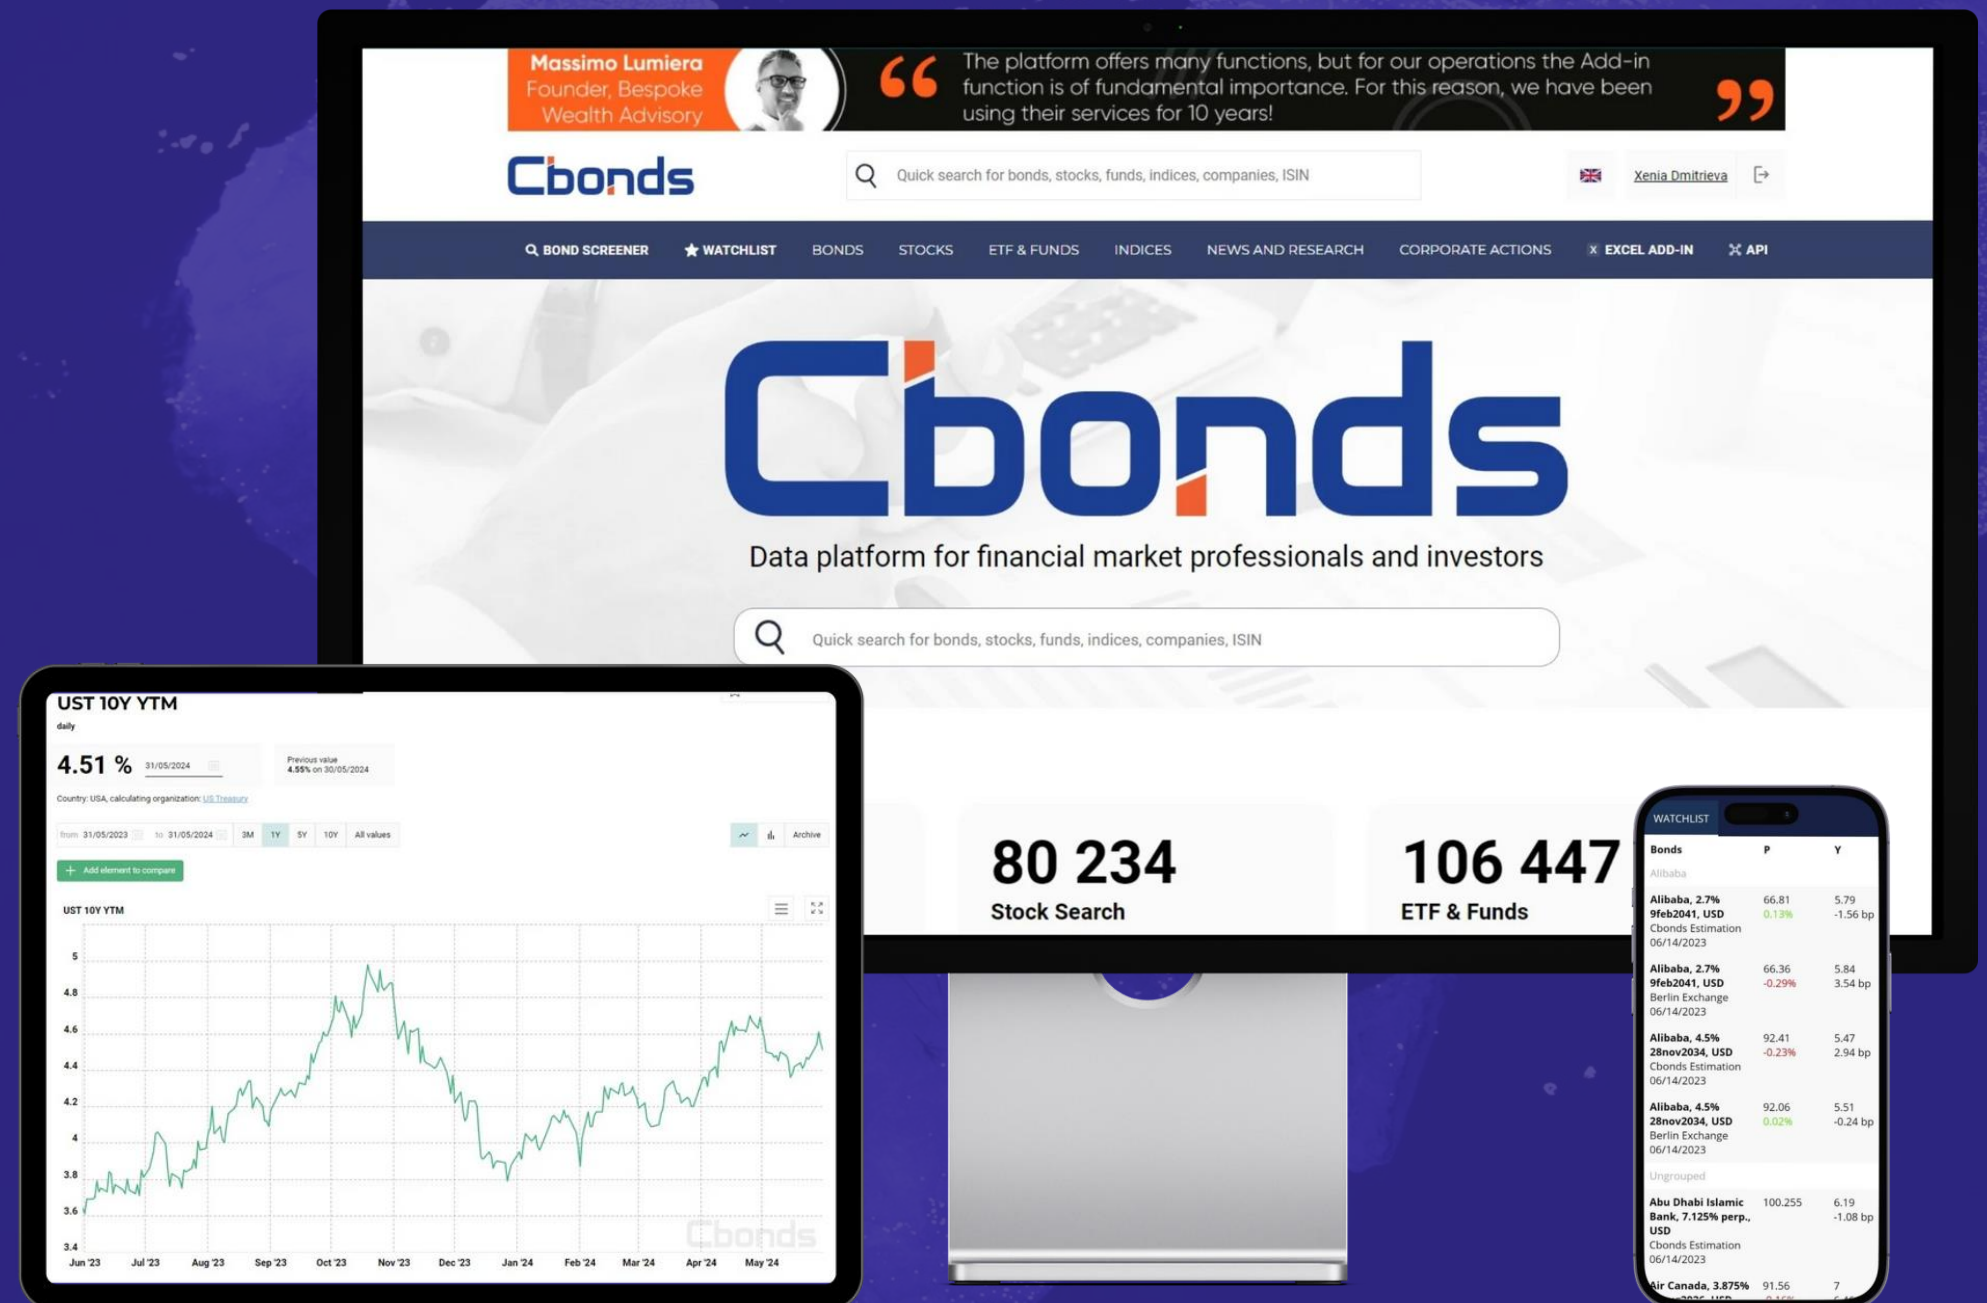 Massimo Lumiera
Founder, Bespoke
Wealth Advisory
“
The platform offers many functions, but for our operations the Add-in
function is of fundamental importance. For this reason, we have been
using their services for 10 years!
”
Cbonds
Quick search for bonds, stocks, funds, indices, companies, ISIN
Xenia Dmitrieva
BOND SCREENER WATCHLIST BONDS STOCKS ETF & FUNDS INDICES NEWS AND RESEARCH CORPORATE ACTIONS X EXCEL ADD-IN API
Cbonds
Data platform for financial market professionals and investors
Quick search for bonds, stocks, funds, indices, companies, ISIN
80 234
Stock Search
106 447
ETF & Funds
UST 10Y YTM
daily
4.51 % 31/05/2024
Previous value
4.55% on 30/05/2024
Country: USA, calculating organization: US Treasury
from 31/05/2023 to 31/05/2024 3M 1Y 5Y 10Y All values Archive
+ Add element to compare
UST 10Y YTM
5
4.8
4.6
4.4
4.2
4
3.8
3.6
3.4
Cbonds
Jun '23 Jul '23 Aug '23 Sep '23 Oct '23 Nov '23 Dec '23 Jan '24 Feb '24 Mar '24 Apr '24 May '24
WATCHLIST
Bonds P Y
Alibaba
Alibaba, 2.7% 66.81 5.79
9feb2041, USD 0.13% -1.56 bp
Cbonds Estimation
06/14/2023
Alibaba, 2.7% 66.36 5.84
9feb2041, USD -0.29% 3.54 bp
Berlin Exchange
06/14/2023
Alibaba, 4.5% 92.41 5.47
28nov2034, USD -0.23% 2.94 bp
Cbonds Estimation
06/14/2023
Alibaba, 4.5% 92.06 5.51
28nov2034, USD 0.02% -0.24 bp
Berlin Exchange
06/14/2023
Ungrouped
Abu Dhabi Islamic 100.255 6.19
Bank, 7.125% perp., -1.08 bp
USD
Cbonds Estimation
06/14/2023
Air Canada, 3.875% 91.56 7